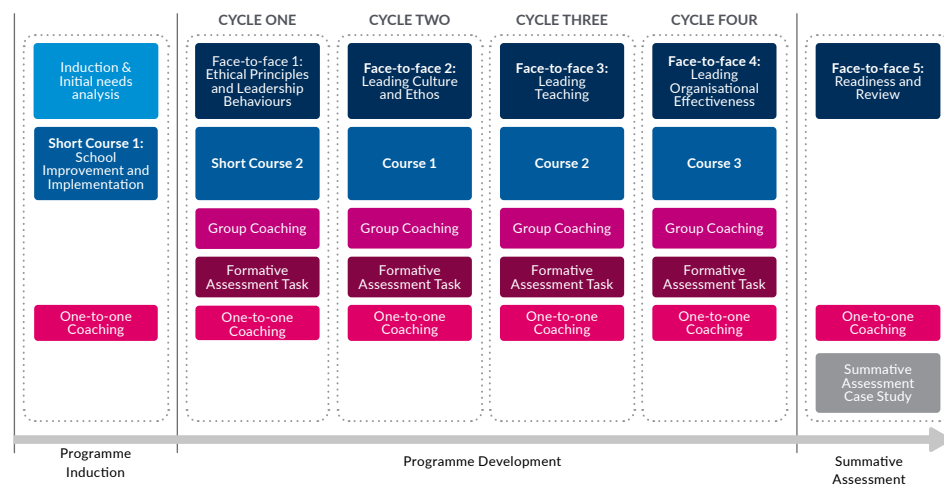 CYCLE ONE
CYCLE TWO
CYCLE THREE
CYCLE FOUR
Induction &
Initial needs
analysis
Short Course 1:
School
Improvement and
Implementation
One-to-one
Coaching
Face-to-face 1:
Ethical Principles
and Leadership
Behaviours
Short Course 2
Group Coaching
Formative
Assessment Task
One-to-one
Coaching
Face-to-face 2:
Leading Culture
and Ethos
Course 1
Group Coaching
Formative
Assessment Task
One-to-one
Coaching
Face-to-face 3:
Leading
Teaching
Course 2
Group Coaching
Formative
Assessment Task
One-to-one
Coaching
Face-to-face 4:
Leading
Organisational
Effectiveness
Course 3
Group Coaching
Formative
Assessment Task
One-to-one
Coaching
Face-to-face 5:
Readiness and
Review
One-to-one
Coaching
Summative
Assessment
Case Study
Programme
Induction
Programme Development
Summative
Assessment